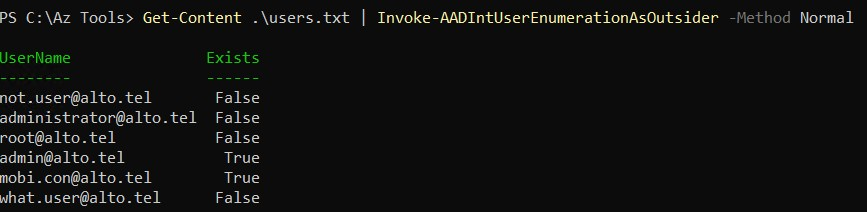 PS C:\Az Tools> Get-Content .\users.txt | Invoke-AADIntUserEnumerationAsOutsider -Method Normal
UserName Exists
-------- ------
not.user@alto.tel False
administrator@alto.tel False
root@alto.tel False
admin@alto.tel True
mobi.con@alto.tel True
what.user@alto.tel False